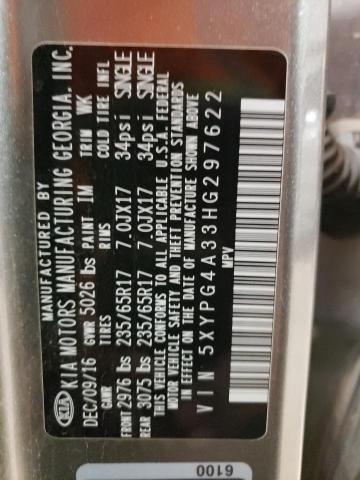 MANUFACTURED BY
KIA KIA MOTORS MANUFACTURING GEORGIA, INC.
DEC/09/16 GVWR 5026 lbs PAINT IM TRIM WK
GAWR TIRES RIMS COLD TIRE INFL
FRONT 2976 lbs 235/65R17 7.0JX17 34psi SINGLE
REAR 3075 lbs 235/65R17 7.0JX17 34psi SINGLE
THIS VEHICLE CONFORMS TO ALL APPLICABLE U.S.A. FEDERAL
MOTOR VEHICLE SAFETY AND THEFT PREVENTION STANDARDS
IN EFFECT ON THE DATE OF MANUFACTURE SHOWN ABOVE
VIN 5XYPG4A33HG297622
MPV
6100